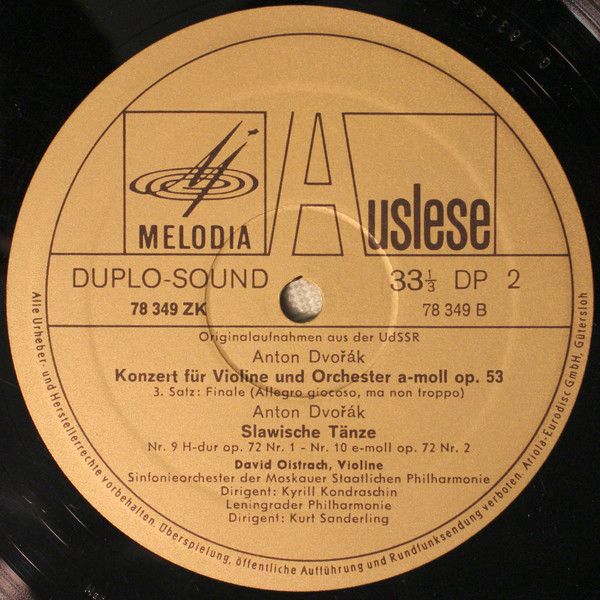 MELODIA Auslese
DUPLO-SOUND 33⅓ DP 2
78 349 ZK 78 349 B
Originalaufnahmen aus der UdSSR
Anton Dvořák
Konzert für Violine und Orchester a-moll op. 53
3. Satz: Finale (Allegro giocoso, ma non troppo)
Anton Dvořák
Slawische Tänze
Nr. 9 H-dur op. 72 Nr. 1 - Nr. 10 e-moll op. 72 Nr. 2
David Oistrach, Violine
Sinfonieorchester der Moskauer Staatlichen Philharmonie
Dirigent: Kyrill Kondraschin
Leningrader Philharmonie
Dirigent: Kurt Sanderling
Alle Urheber- und Herstellerrechte vorbehalten. Überspielung, öffentliche Aufführung und Rundfunksendung verboten. Ariola-Eurodisc GmbH, Gütersloh